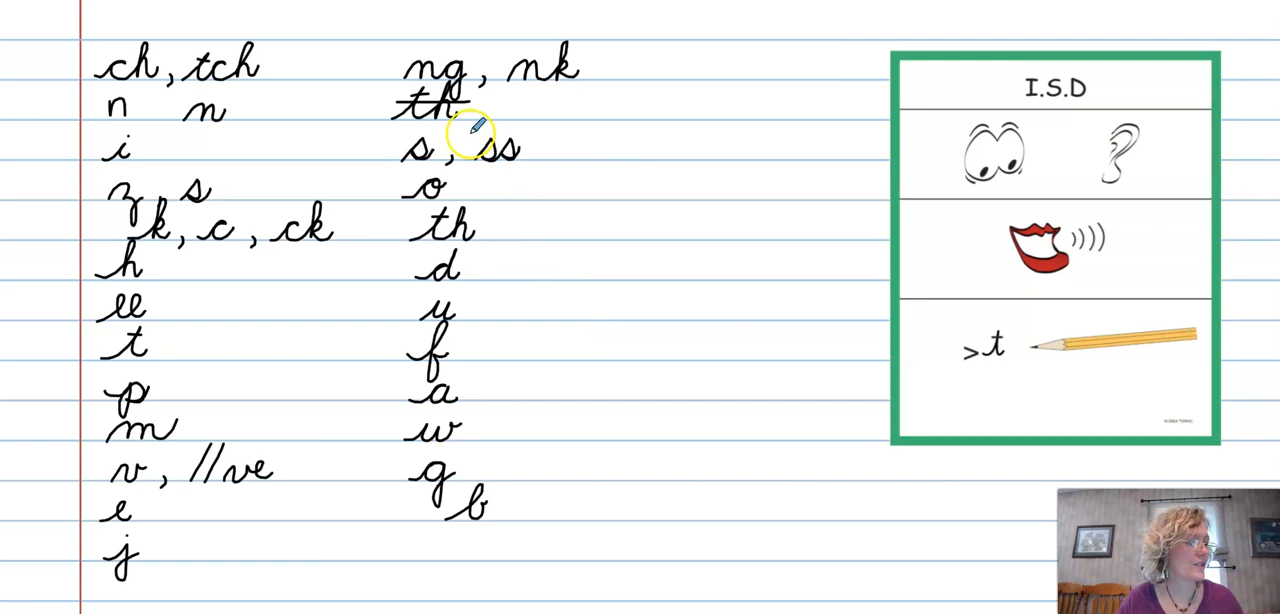 ch, tch
n n
i
z, s
k, c, ck
h
ll
t
p
m
v, //ve
e
j
ng, nk
th
s, ss
o
th
d
u
f
a
w
g
b
I.S.D
>t